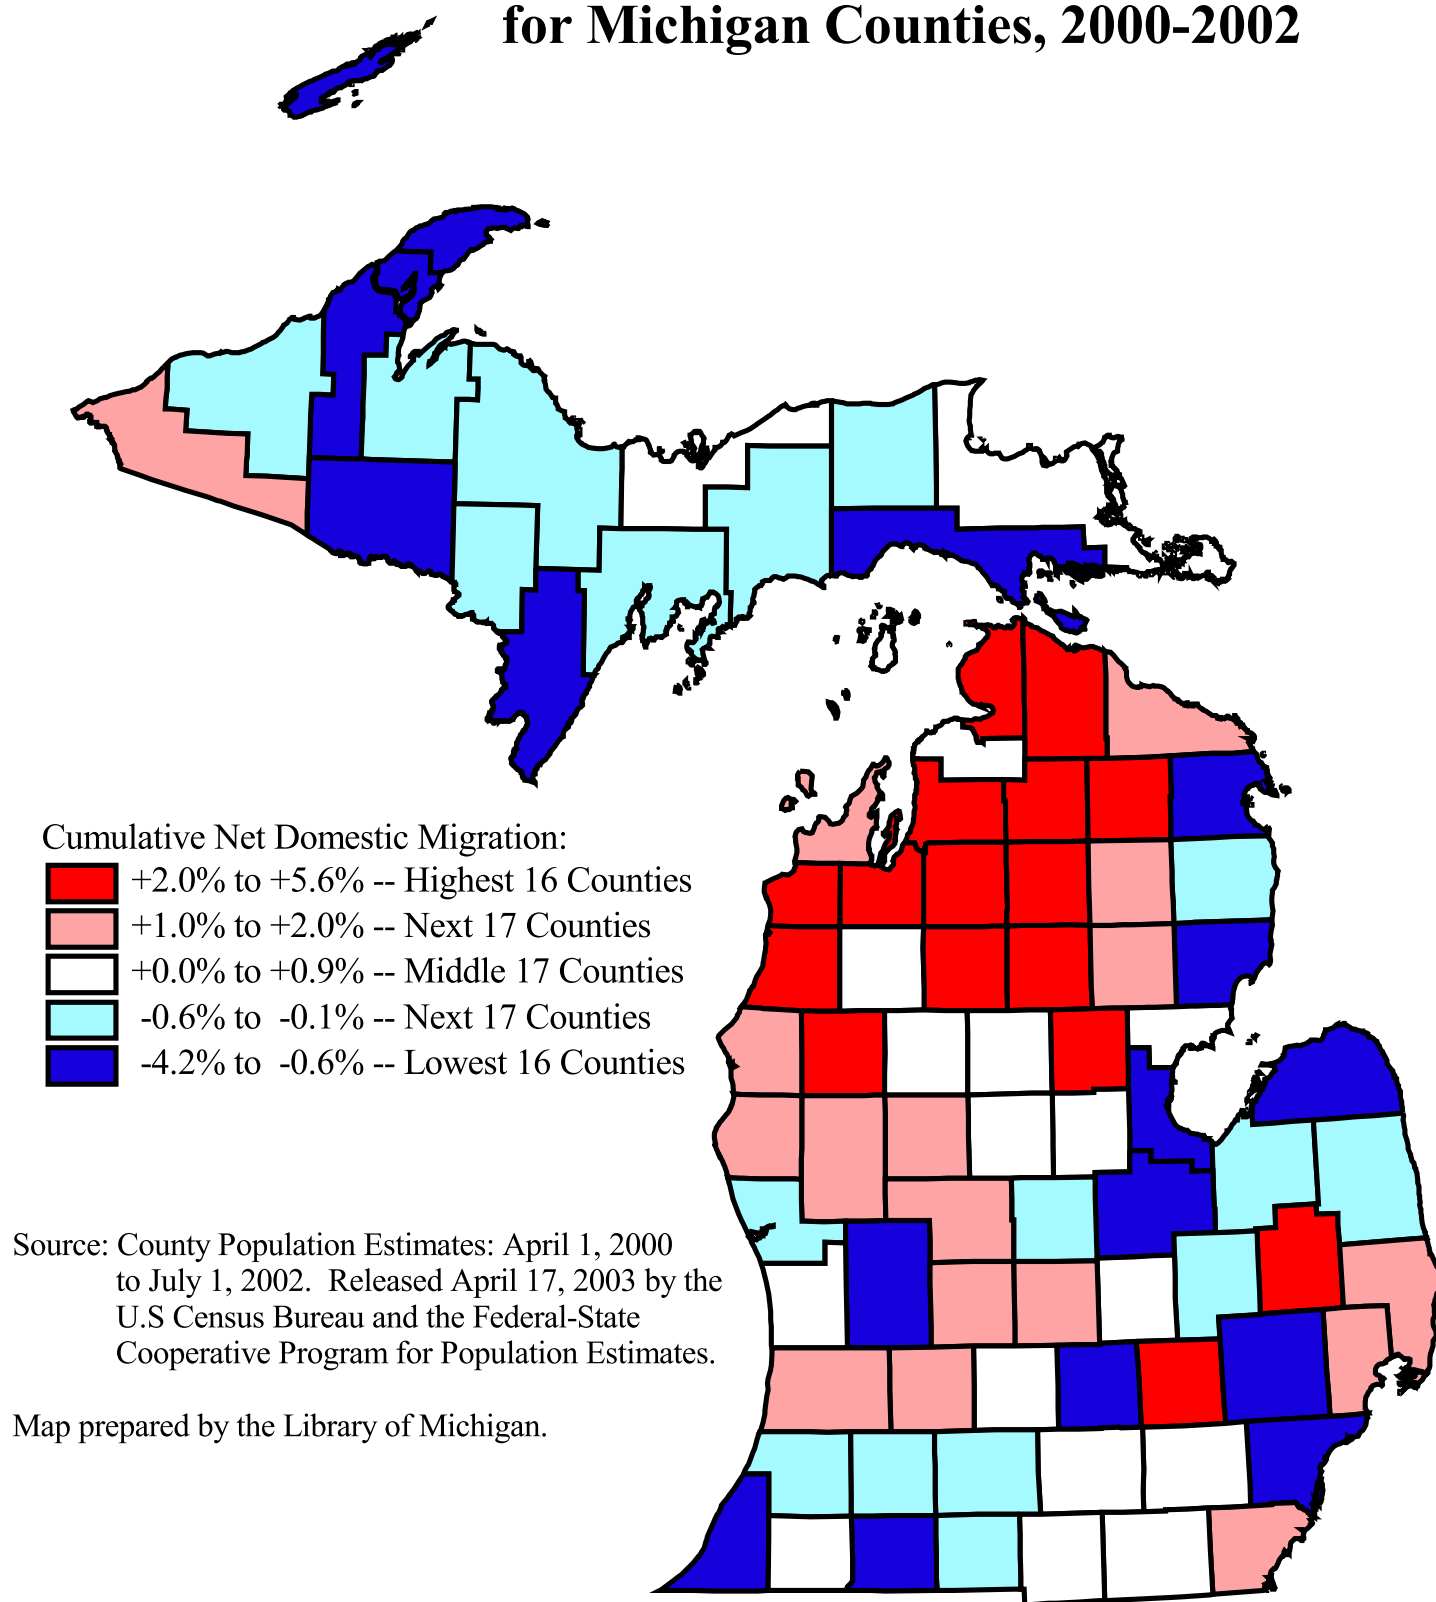 for Michigan Counties, 2000-2002
Cumulative Net Domestic Migration:
+2.0% to +5.6% -- Highest 16 Counties
+1.0% to +2.0% -- Next 17 Counties
+0.0% to +0.9% -- Middle 17 Counties
-0.6% to -0.1% -- Next 17 Counties
-4.2% to -0.6% -- Lowest 16 Counties
Source: County Population Estimates: April 1, 2000
to July 1, 2002. Released April 17, 2003 by the
U.S Census Bureau and the Federal-State
Cooperative Program for Population Estimates.
Map prepared by the Library of Michigan.